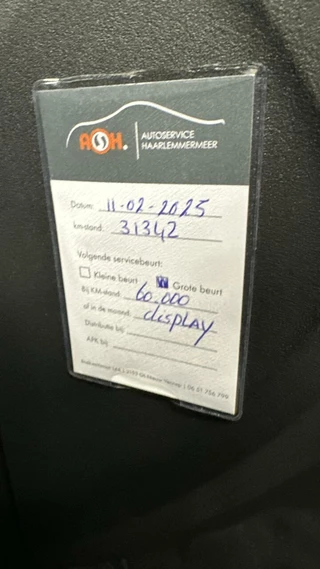 ASH.
AUTOSERVICE
HAARLEMMERMEER
Datum: 11-02-2025
km-stand: 31342
Volgende servicebeurt:
Kleine beurt Grote beurt
Bij KM-stand: 60.000
of in de maand: display
Distributie bij:
APK bij: